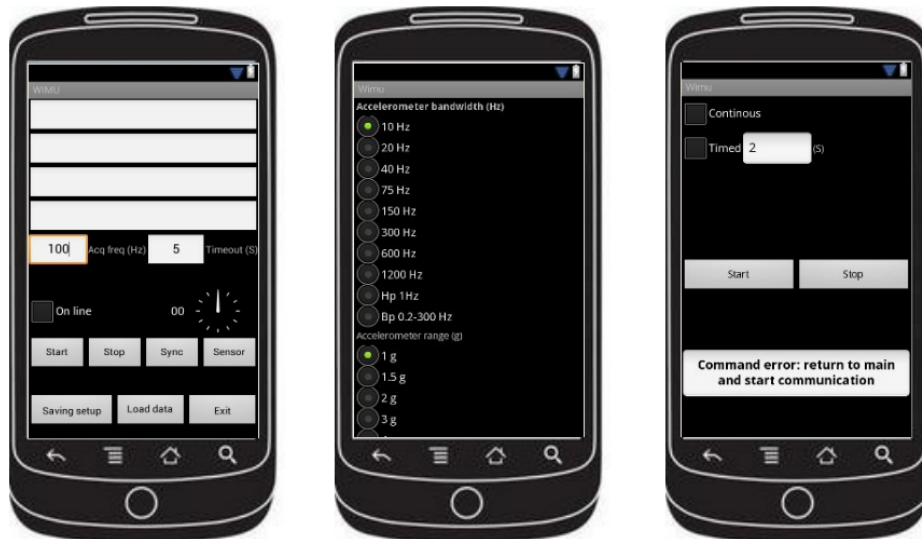 WIMU
100 Acq freq (Hz) 5 Timeout (S)
On line 00
Start Stop Sync Sensor
Saving setup Load data Exit
Wimu
Accelerometer bandwidth (Hz)
10 Hz
20 Hz
40 Hz
75 Hz
150 Hz
300 Hz
600 Hz
1200 Hz
Hp 1Hz
Bp 0.2-300 Hz
Accelerometer range (g)
1 g
1.5 g
2 g
3 g
Wimu
Continous
Timed 2 (S)
Start Stop
Command error: return to main
and start communication